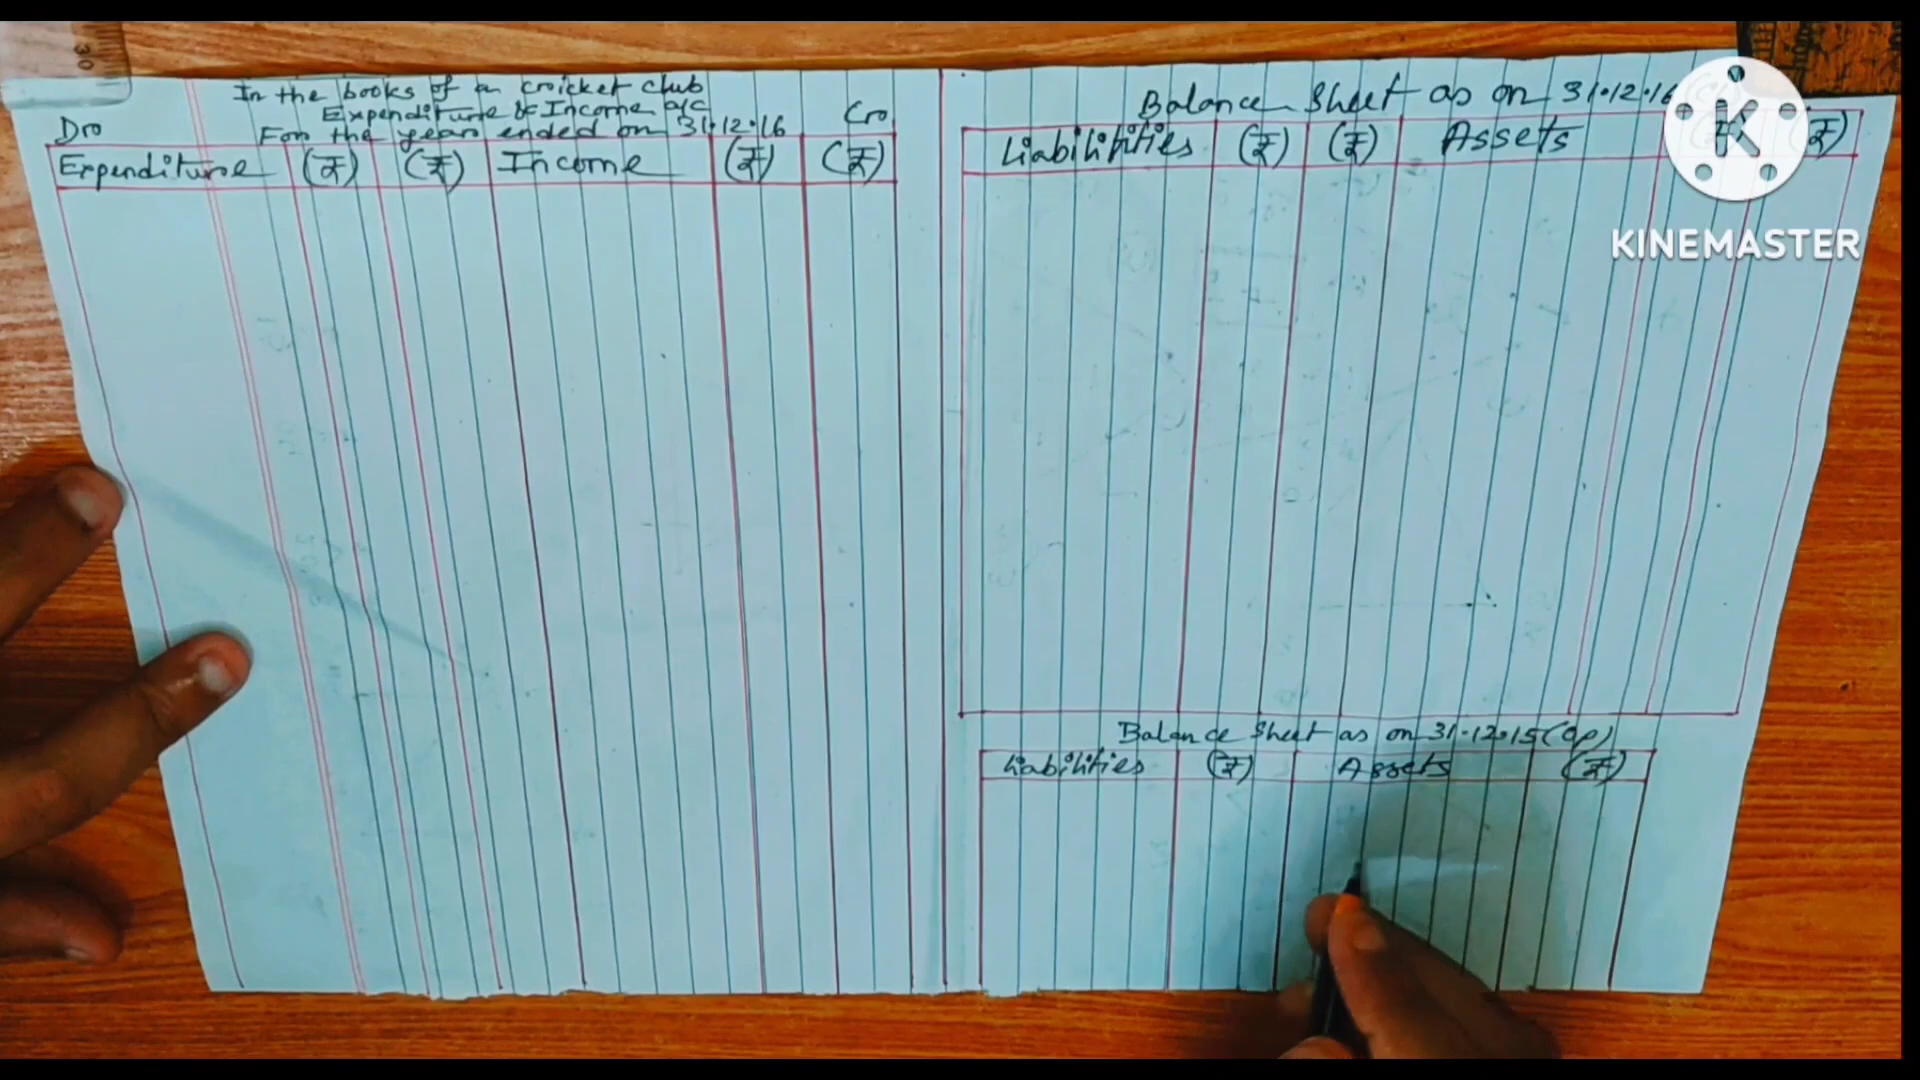 In the books of a cricket club
Expenditure & Income a/c
Dr For the year ended on 31.12.16 Cr
Expenditure (₹) (₹) Income (₹) (₹)
Balance Sheet as on 31.12.16
Liabilitities (₹) (₹) Assets (₹)
KINEMASTER
Balance Sheet as on 31.12.15 (Op)
Liabilities (₹) Assets (₹)
30